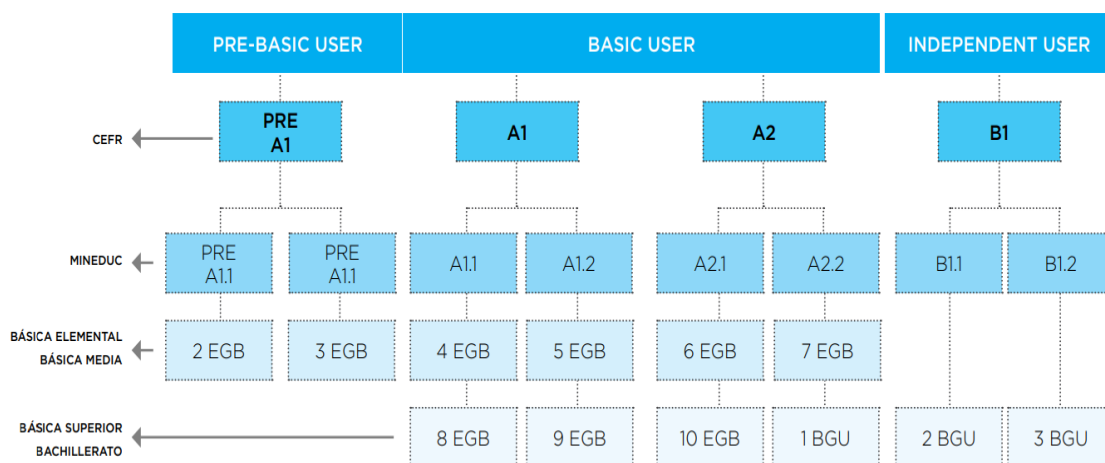 PRE-BASIC USER
BASIC USER
INDEPENDENT USER
CEFR
PRE
A1
A1
A2
B1
MINEDUC
PRE
A1.1
PRE
A1.1
A1.1
A1.2
A2.1
A2.2
B1.1
B1.2
BÁSICA ELEMENTAL
BÁSICA MEDIA
2 EGB
3 EGB
4 EGB
5 EGB
6 EGB
7 EGB
BÁSICA SUPERIOR
BACHILLERATO
8 EGB
9 EGB
10 EGB
1 BGU
2 BGU
3 BGU